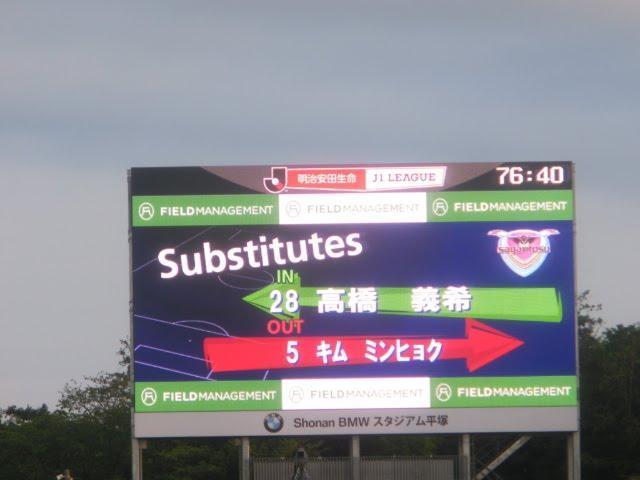 明治安田生命 J1 LEAGUE 76:40
FIELDMANAGEMENT FIELDMANAGEMENT FIELDMANAGEMENT
Substitutes
sagantosu
IN
28 高橋 義希
OUT
5 キム ミンヒョク
FIELDMANAGEMENT FIELDMANAGEMENT FIELDMANAGEMENT
Shonan BMW スタジアム平塚